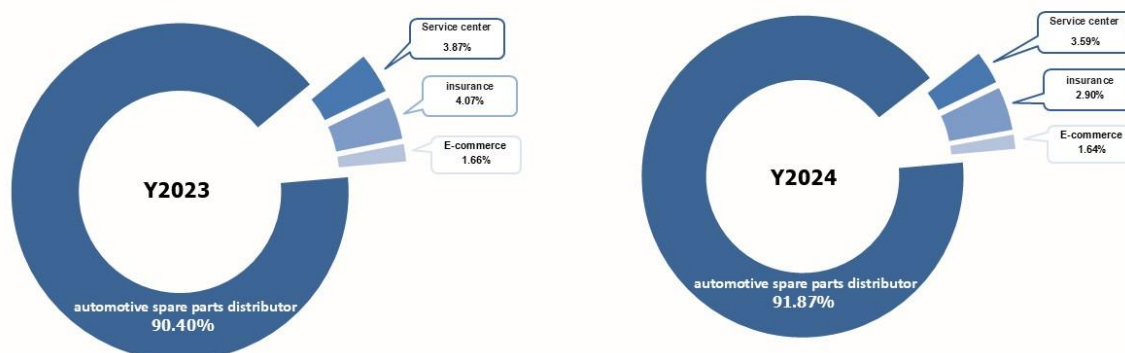 Service center
3.87%
insurance
4.07%
E-commerce
1.66%
Y2023
automotive spare parts distributor
90.40%
Service center
3.59%
insurance
2.90%
E-commerce
1.64%
Y2024
automotive spare parts distributor
91.87%